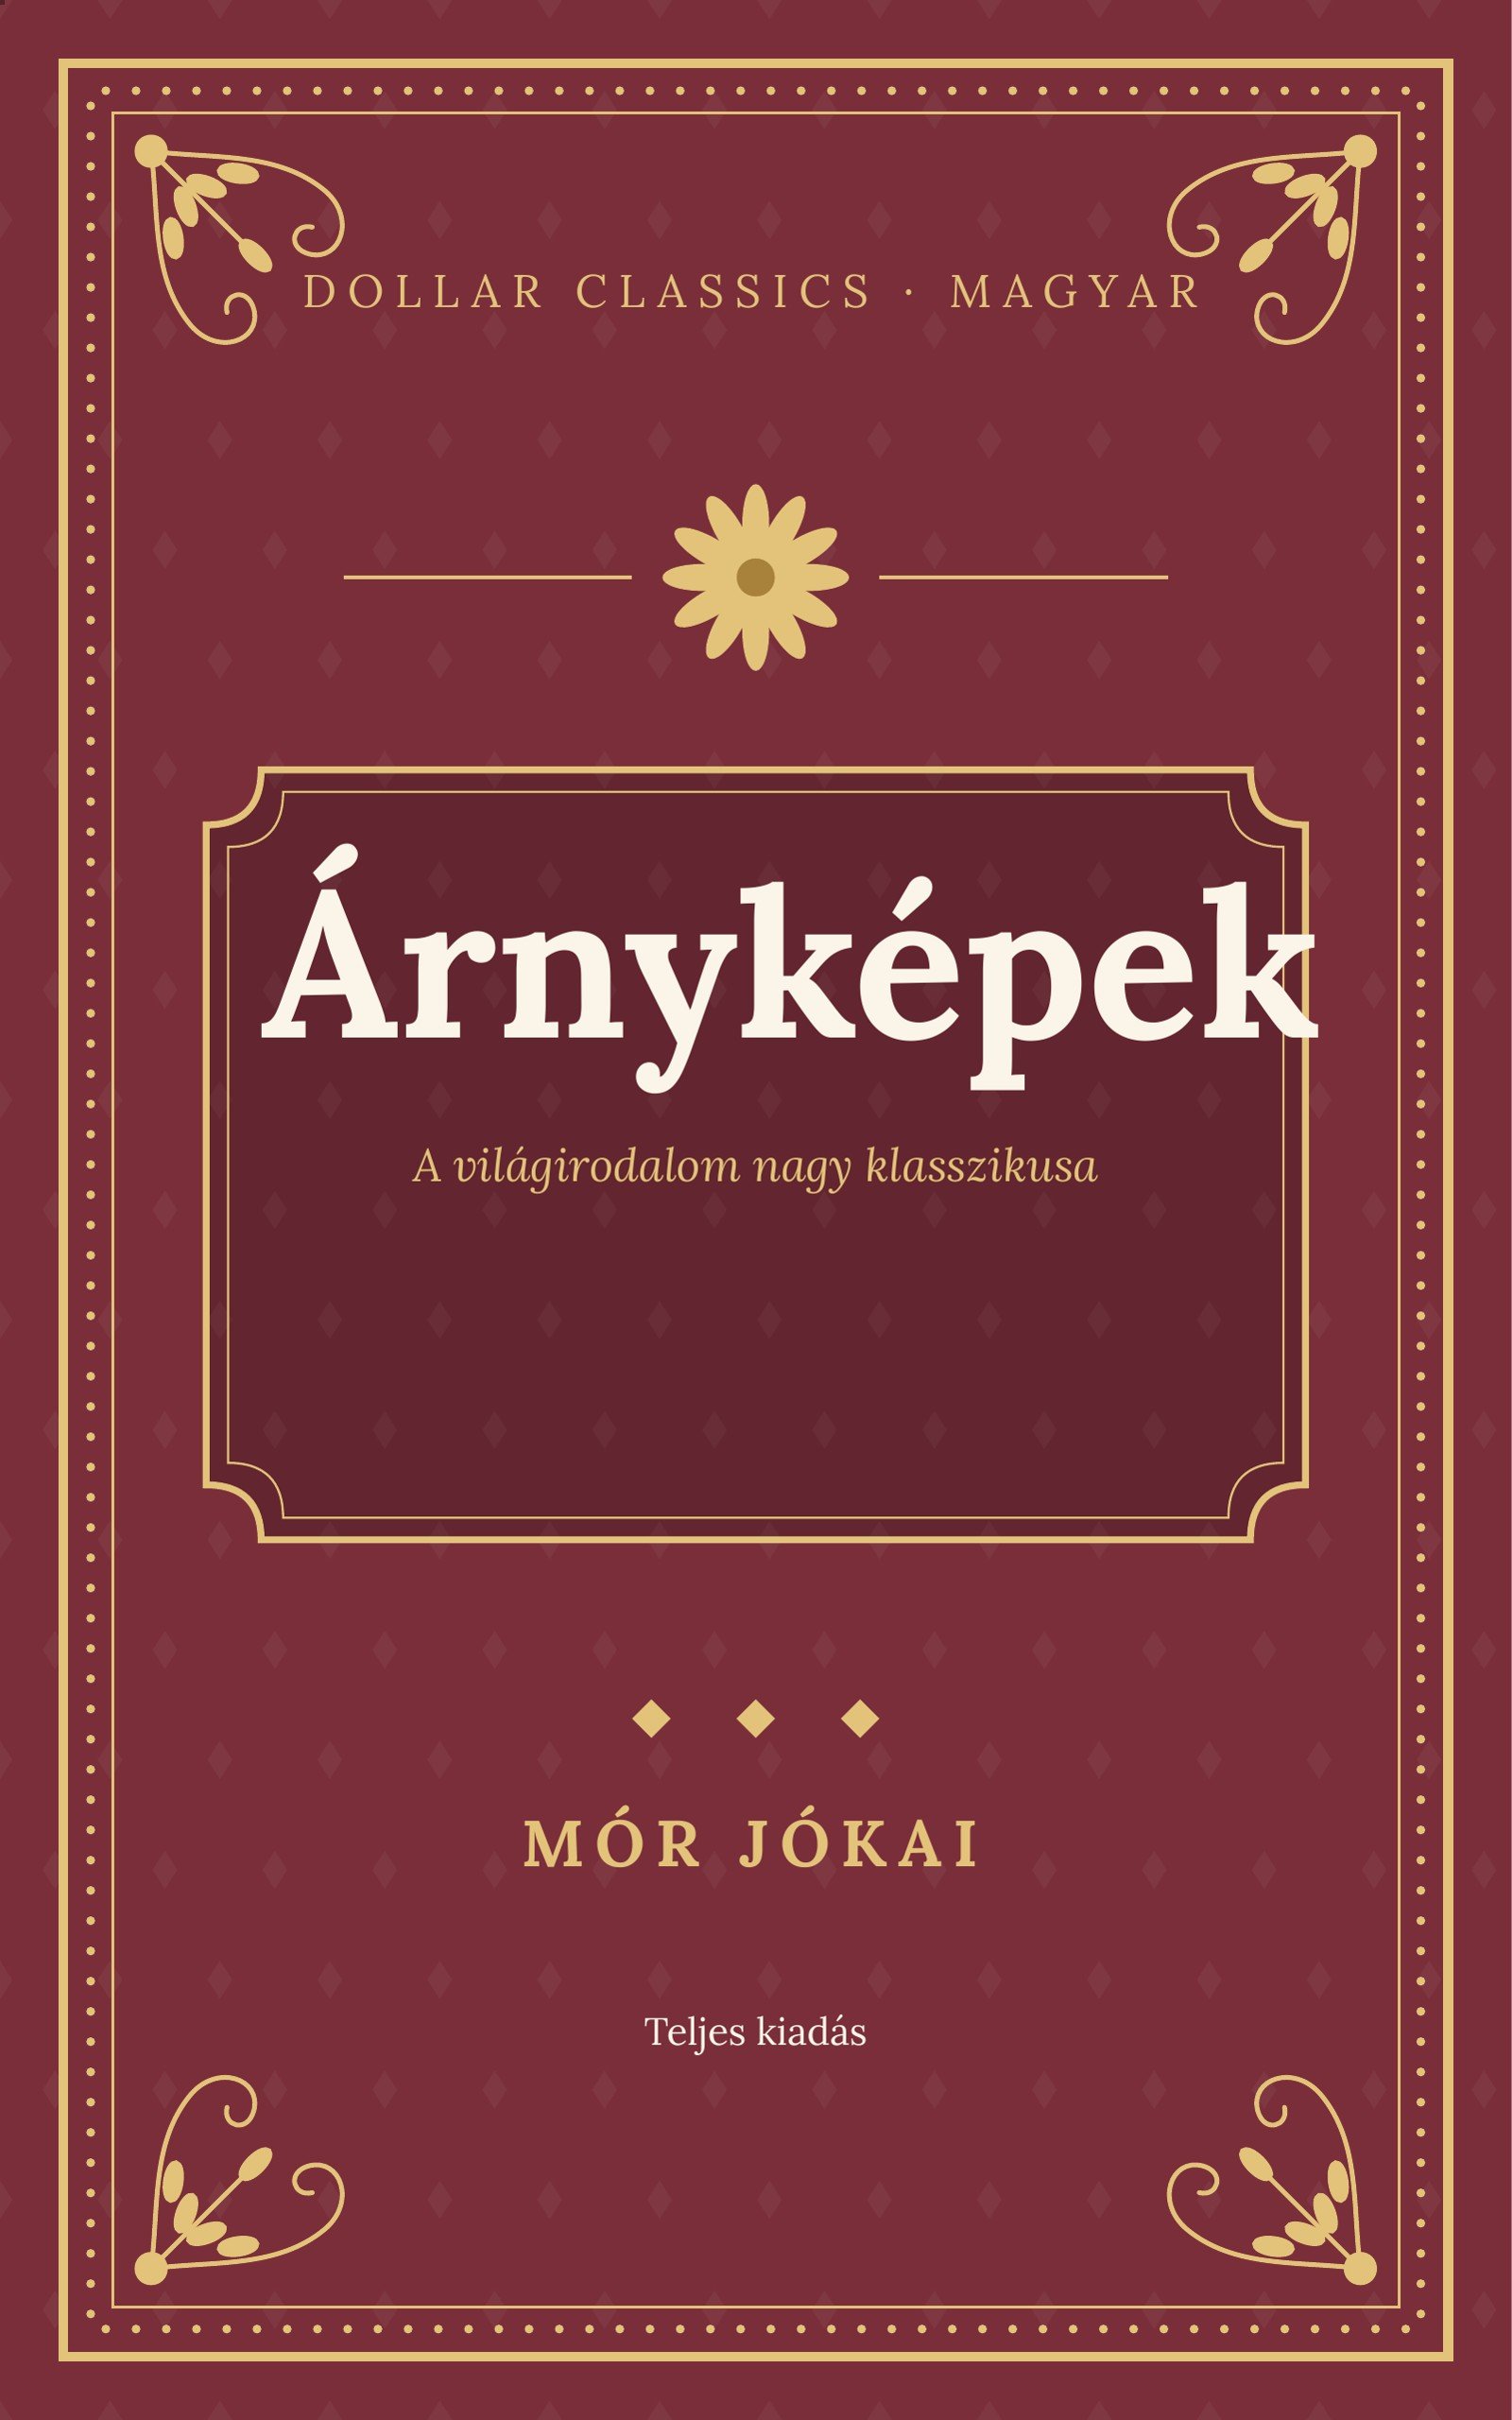 DOLLAR CLASSICS · MAGYAR
Árnyképek
A világirodalom nagy klasszikusa
MÓR JÓKAI
Teljes kiadás